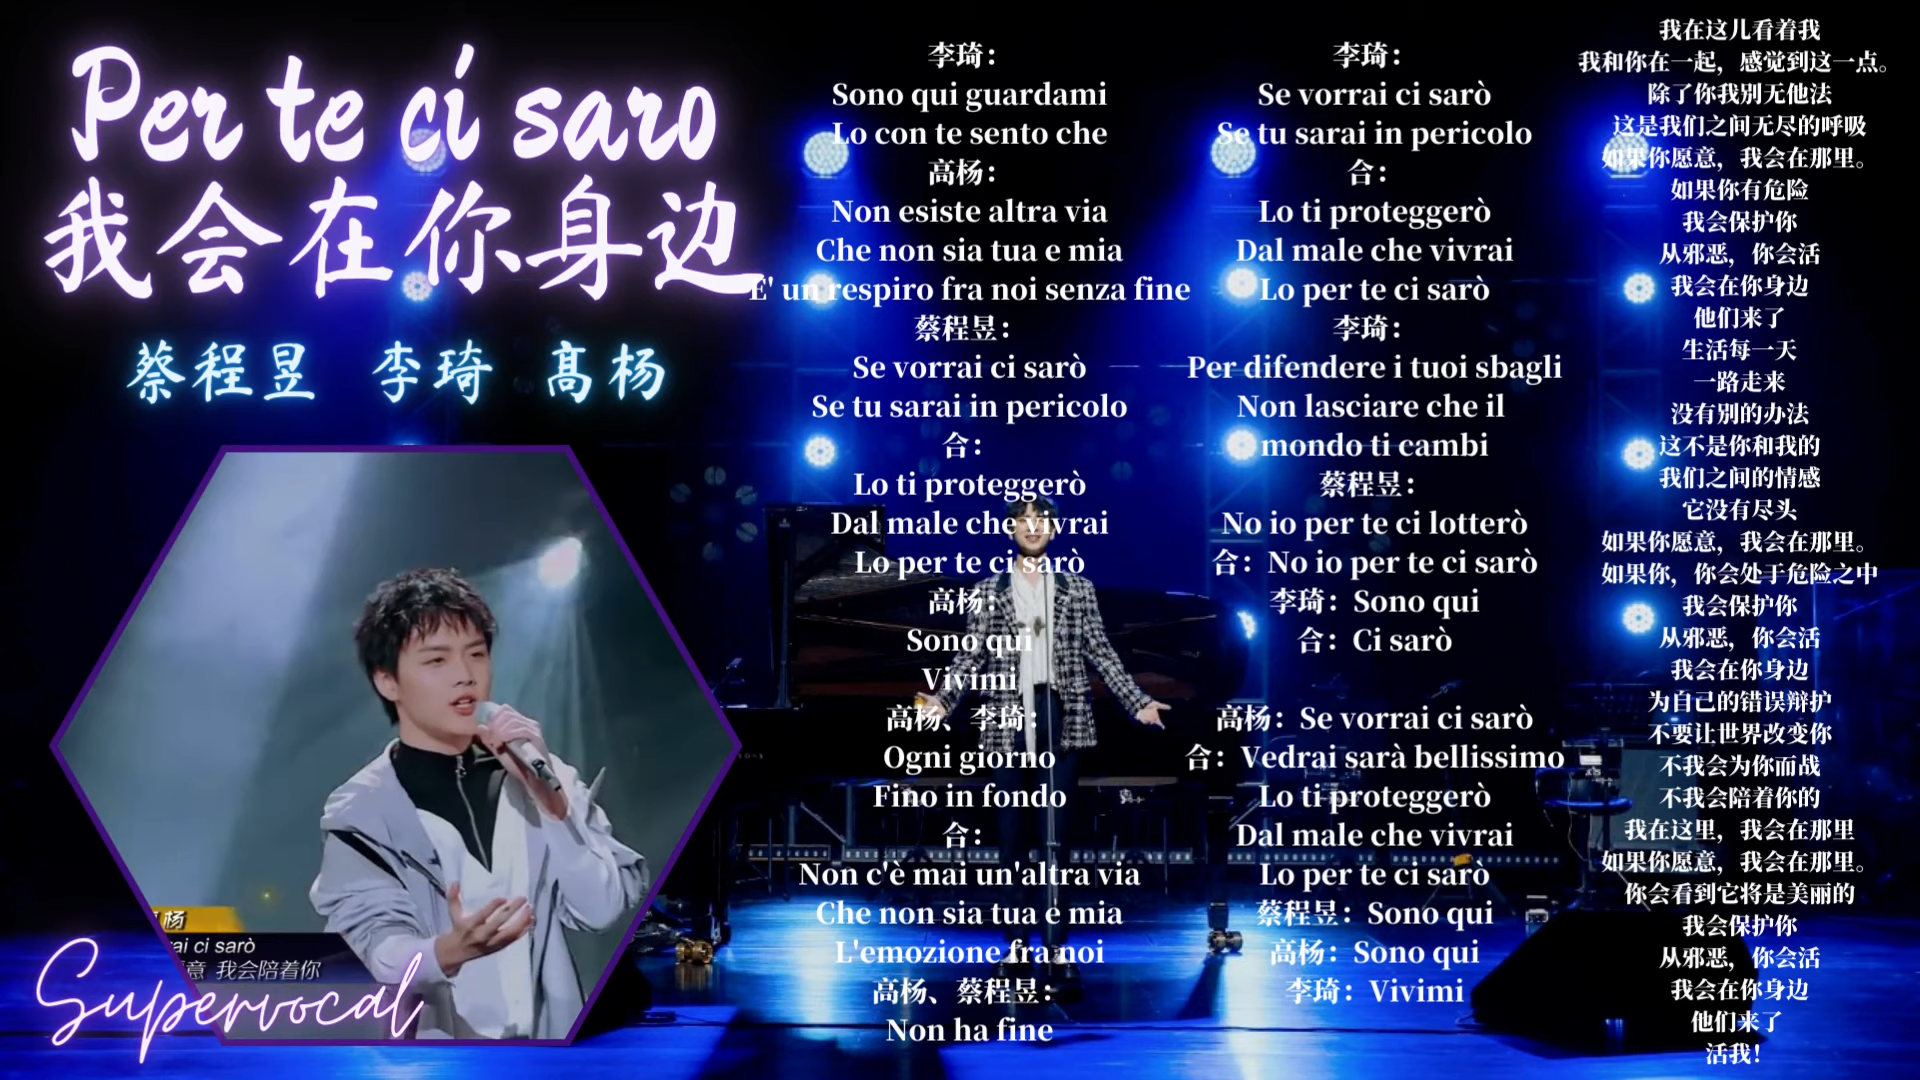 Per te ci saro
我会在你身边
蔡程昱 李琦 高杨
杨
ai ci sarò
意 我会陪着你
Supervocal
李琦：
Sono qui guardami
Lo con te sento che
高杨：
Non esiste altra via
Che non sia tua e mia
E' un respiro fra noi senza fine
蔡程昱：
Se vorrai ci sarò
Se tu sarai in pericolo
合：
Lo ti proteggerò
Dal male che vivrai
Lo per te ci sarò
高杨：
Sono qui
Vivimi
高杨、李琦：
Ogni giorno
Fino in fondo
合：
Non c'è mai un'altra via
Che non sia tua e mia
L'emozione fra noi
高杨、蔡程昱：
Non ha fine
李琦：
Se vorrai ci sarò
Se tu sarai in pericolo
合：
Lo ti proteggerò
Dal male che vivrai
Lo per te ci sarò
李琦：
Per difendere i tuoi sbagli
Non lasciare che il
mondo ti cambi
蔡程昱：
No io per te ci lotterò
合：No io per te ci sarò
李琦：Sono qui
合：Ci sarò
高杨：Se vorrai ci sarò
合：Vedrai sarà bellissimo
Lo ti proteggerò
Dal male che vivrai
Lo per te ci sarò
蔡程昱：Sono qui
高杨：Sono qui
李琦：Vivimi
我在这儿看着我
我和你在一起，感觉到这一点。
除了你我别无他法
这是我们之间无尽的呼吸
如果你愿意，我会在那里。
如果你有危险
我会保护你
从邪恶，你会活
我会在你身边
他们来了
生活每一天
一路走来
没有别的办法
这不是你和我的
我们之间的情感
它没有尽头
如果你愿意，我会在那里。
如果你，你会处于危险之中
我会保护你
从邪恶，你会活
我会在你身边
为自己的错误辩护
不要让世界改变你
不我会为你而战
不我会陪着你的
我在这里，我会在那里
如果你愿意，我会在那里。
你会看到它将是美丽的
我会保护你
从邪恶，你会活
我会在你身边
他们来了
活我！